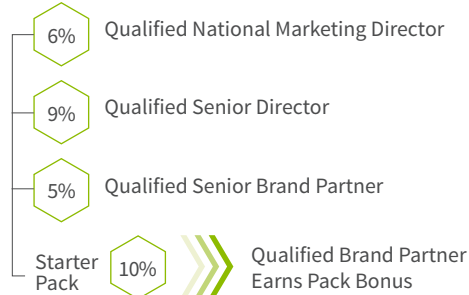 6% Qualified National Marketing Director
9% Qualified Senior Director
5% Qualified Senior Brand Partner
Starter
Pack
10%
Qualified Brand Partner
Earns Pack Bonus